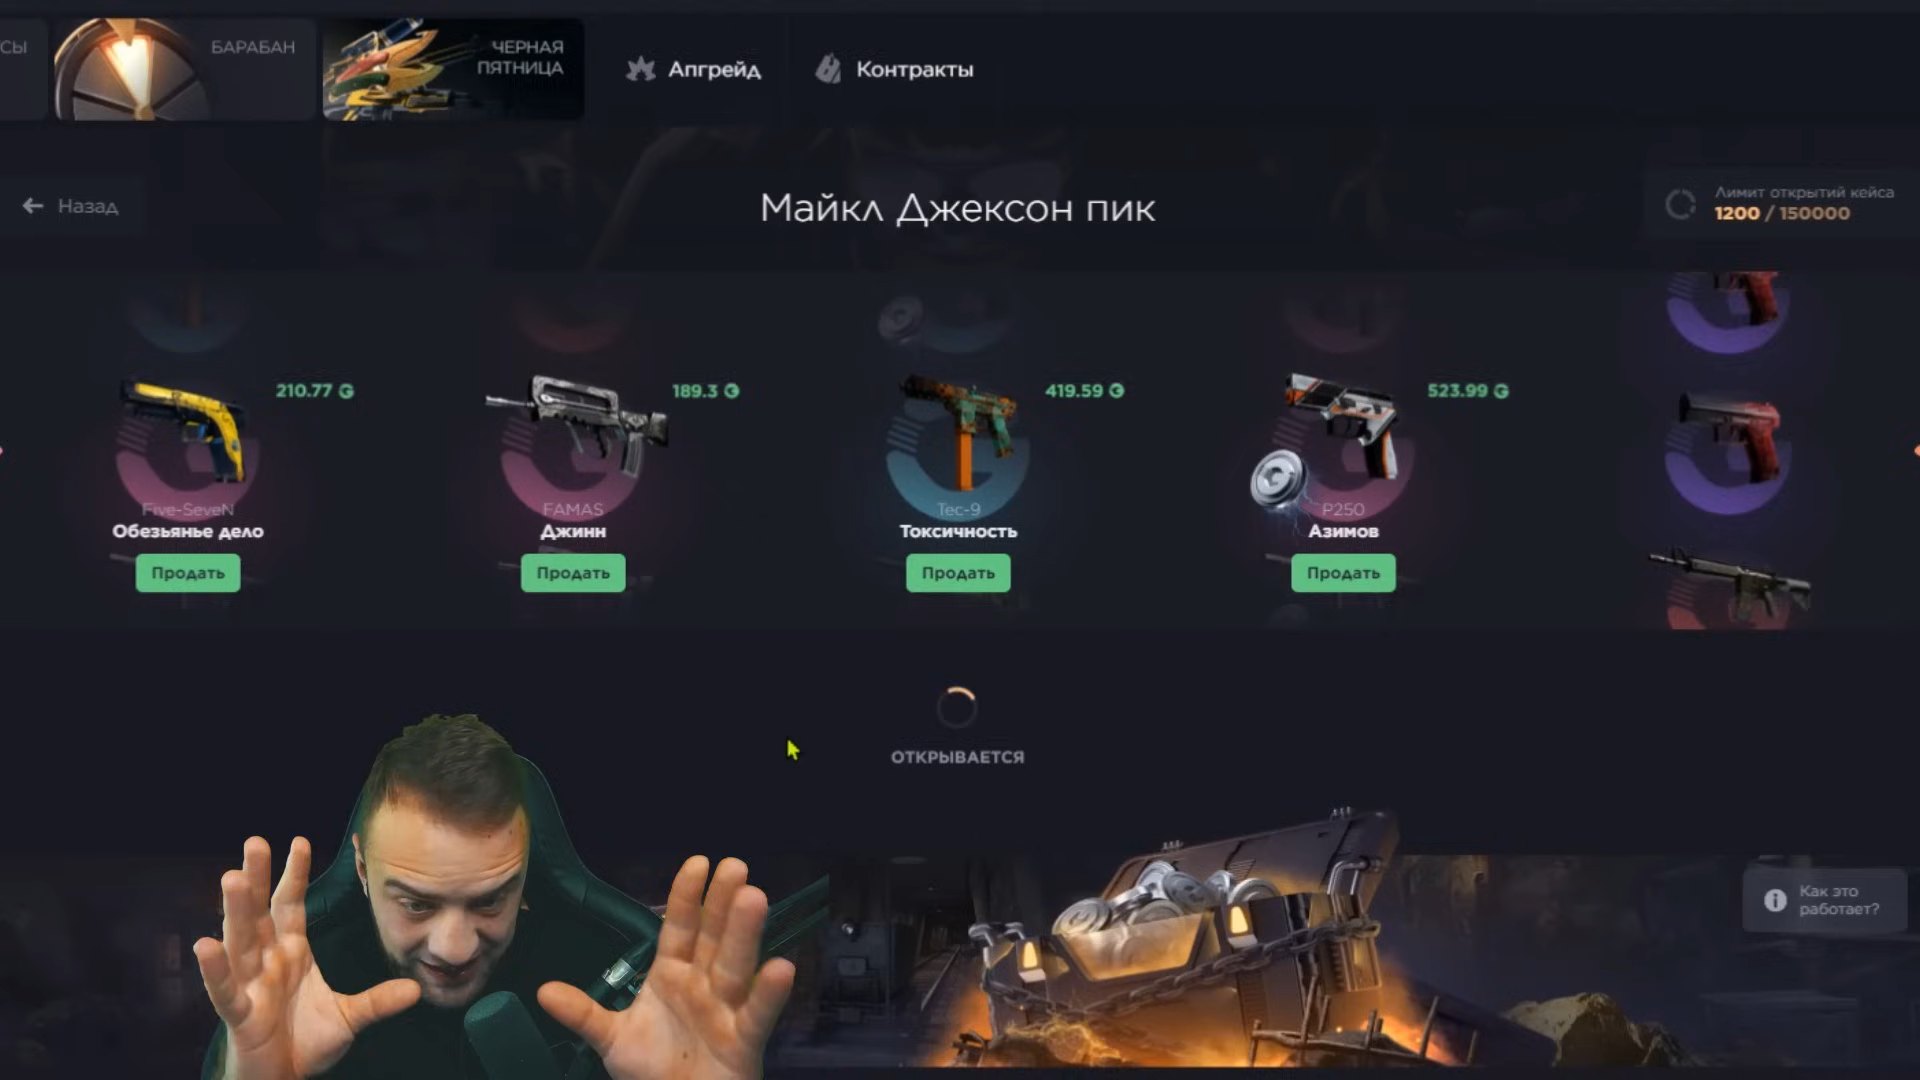 СЫ
БАРАБАН
ЧЕРНАЯ
ПЯТНИЦА
Апгрейд
Контракты
Назад
Майкл Джексон пик
Лимит открытий кейса
1200 / 150000
210.77 G
189.3 G
419.59 G
523.99 G
Five-SeveN
Обезьянье дело
Продать
FAMAS
Джинн
Продать
Tec-9
Токсичность
Продать
P250
Азимов
Продать
ОТКРЫВАЕТСЯ
Как это
работает?